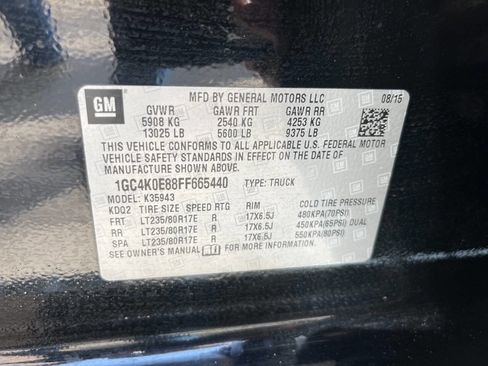 GM
MFD BY GENERAL MOTORS LLC 08/15
GVWR GAWR FRT GAWR RR
5908 KG 2540 KG 4253 KG
13025 LB 5600 LB 9375 LB
THIS VEHICLE CONFORMS TO ALL APPLICABLE U.S. FEDERAL MOTOR
VEHICLE SAFETY STANDARDS IN EFFECT ON THE DATE OF
MANUFACTURE SHOWN ABOVE.
1GC4K0E88FF665440 TYPE: TRUCK
MODEL: K35943
KDQ2 TIRE SIZE SPEED RTG RIM COLD TIRE PRESSURE
FRT LT235/80R17E R 17X6.5J 480KPA(70PSI)
RR LT235/80R17E R 17X6.5J 450KPA(65PSI) DUAL
SPA LT235/80R17E R 17X6.5J 550KPA(80PSI)
SEE OWNER'S MANUAL FOR MORE INFORMATION.